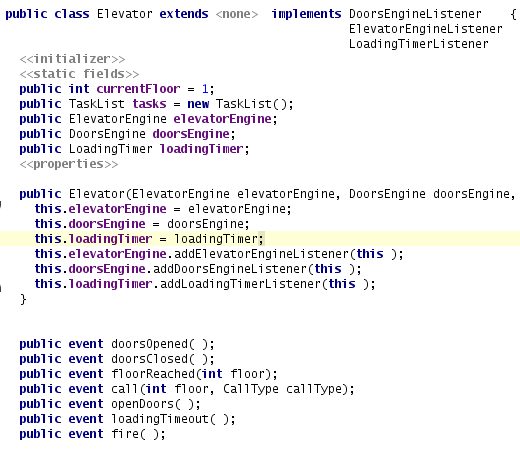 public class Elevator extends <none> implements DoorsEngineListener {
ElevatorEngineListener
LoadingTimerListener
<<initializer>>
<<static fields>>
public int currentFloor = 1;
public TaskList tasks = new TaskList();
public ElevatorEngine elevatorEngine;
public DoorsEngine doorsEngine;
public LoadingTimer loadingTimer;
<<properties>>
public Elevator(ElevatorEngine elevatorEngine, DoorsEngine doorsEngine,
this.elevatorEngine = elevatorEngine;
this.doorsEngine = doorsEngine;
this.loadingTimer = loadingTimer;
this.elevatorEngine.addElevatorEngineListener(this );
this.doorsEngine.addDoorsEngineListener(this );
this.loadingTimer.addLoadingTimerListener(this );
}
public event doorsOpened( );
public event doorsClosed( );
public event floorReached(int floor);
public event call(int floor, CallType callType);
public event openDoors( );
public event loadingTimeout( );
public event fire( );